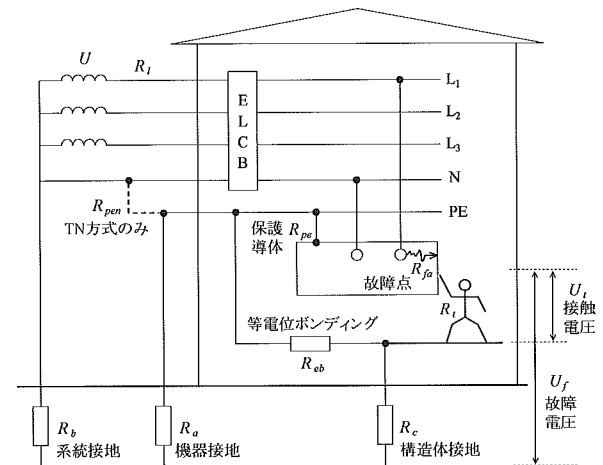 U
R_l
E
L
C
B
L₁
L₂
L₃
N
PE
R_pen
TN方式のみ
保護
導体
R_pe
R_fa
故障点
R_t
U_t
接触
電圧
等電位ボンディング
R_eb
U_f
故障
電圧
R_b
系統接地
R_a
機器接地
R_c
構造体接地